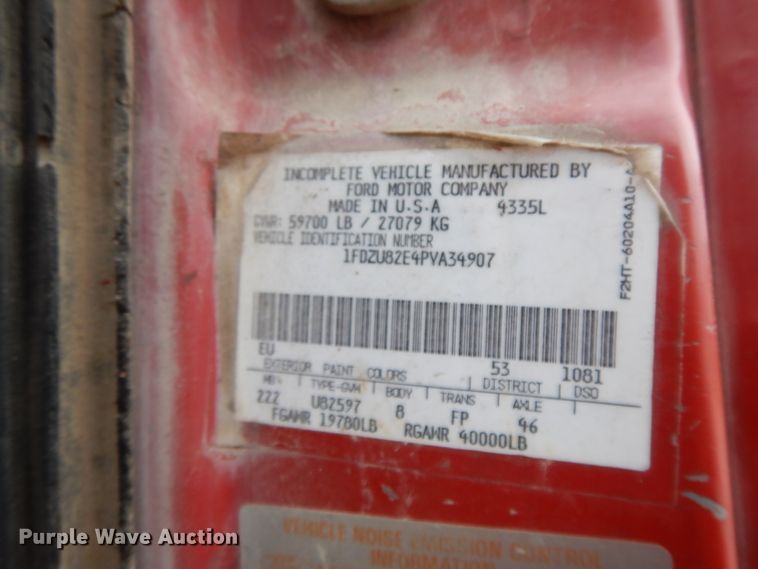 INCOMPLETE VEHICLE MANUFACTURED BY
FORD MOTOR COMPANY
MADE IN U.S.A 4335L
GVWR: 59700 LB / 27079 KG
VEHICLE IDENTIFICATION NUMBER
1FDZU82E4PVA34907
F2HT-60204A10-A
EU 53 1081
EXTERIOR PAINT COLORS DISTRICT DSO
TYPE-GVW BODY TRANS AXLE
222 U82597 8 FP 46
FGAWR 19780LB RGAWR 40000LB
VEHICLE NOISE EMISSION CONTROL
INFORMATION
Purple Wave Auction